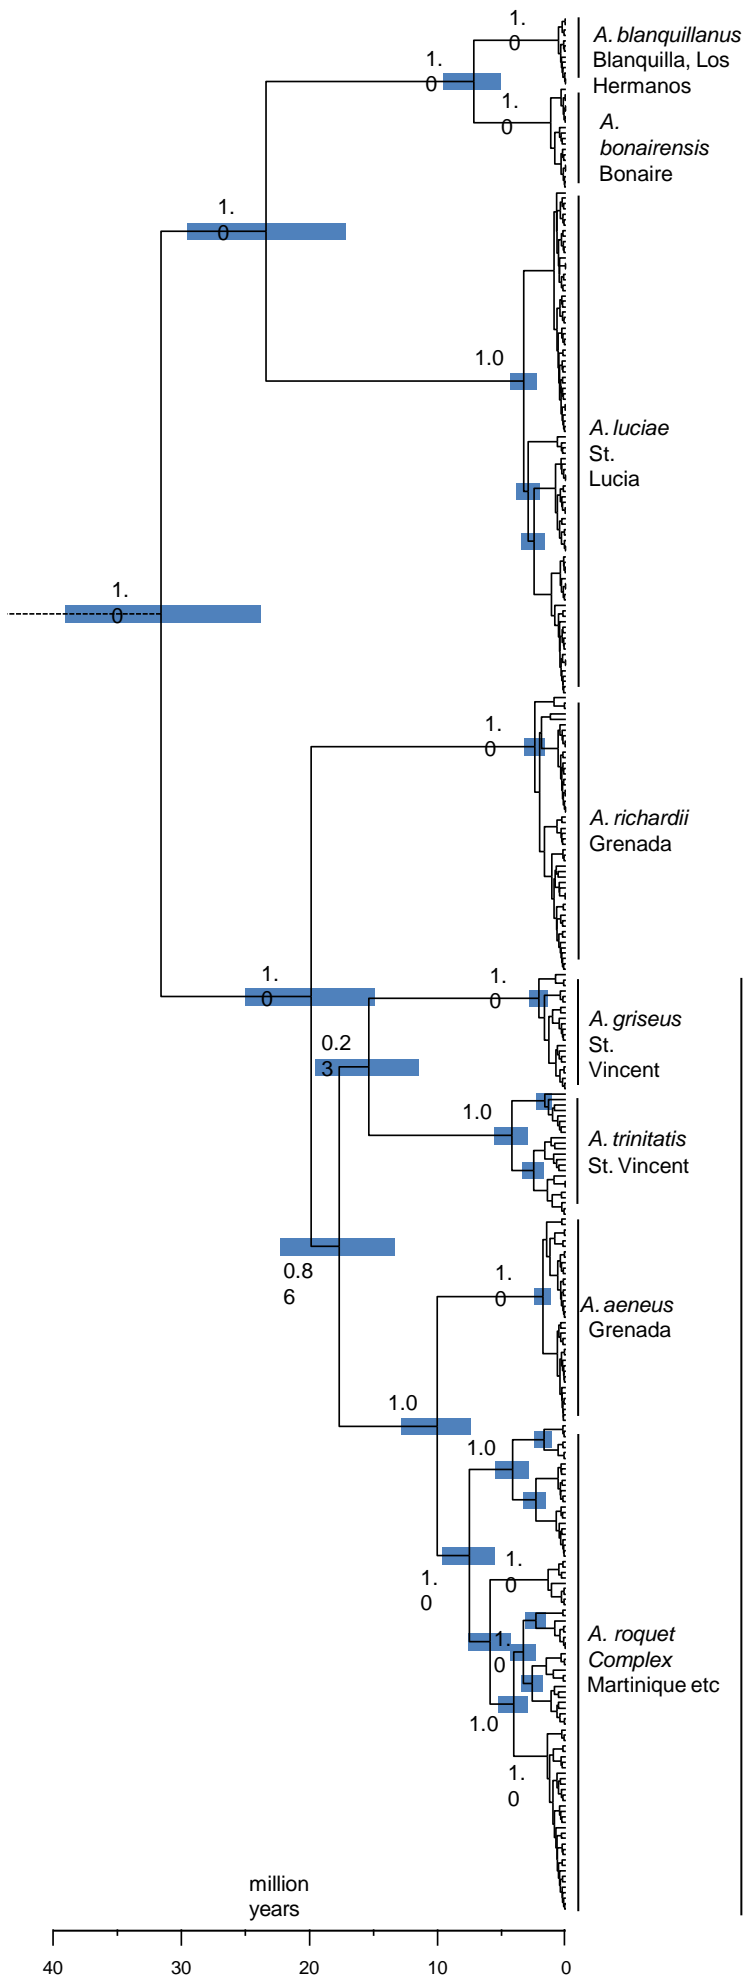 1.
0
A. blanquillanus
Blanquilla, Los
Hermanos
1.
0
1.
0
A.
bonairensis
Bonaire
1.
0
1.0
A. luciae
St.
Lucia
1.
0
1.
0
A. richardii
Grenada
1.
0
1.
0
A. griseus
St.
Vincent
0.2
3
1.0
A. trinitatis
St. Vincent
0.8
6
1.
0
A. aeneus
Grenada
1.0
1.0
1.
0
1.
0
1.
0
A. roquet
Complex
Martinique etc
1.0
1.
0
million
years
40 30 20 10 0